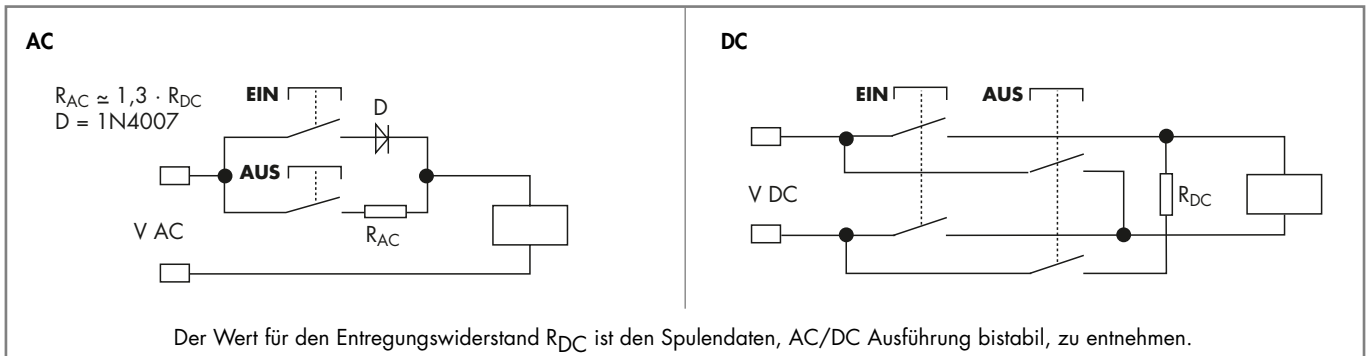 AC
R_AC ≃ 1,3 · R_DC
D = 1N4007
EIN
D
AUS
R_AC
V AC
DC
EIN
AUS
V DC
R_DC
Der Wert für den Entregungswiderstand R_DC ist den Spulendaten, AC/DC Ausführung bistabil, zu entnehmen.